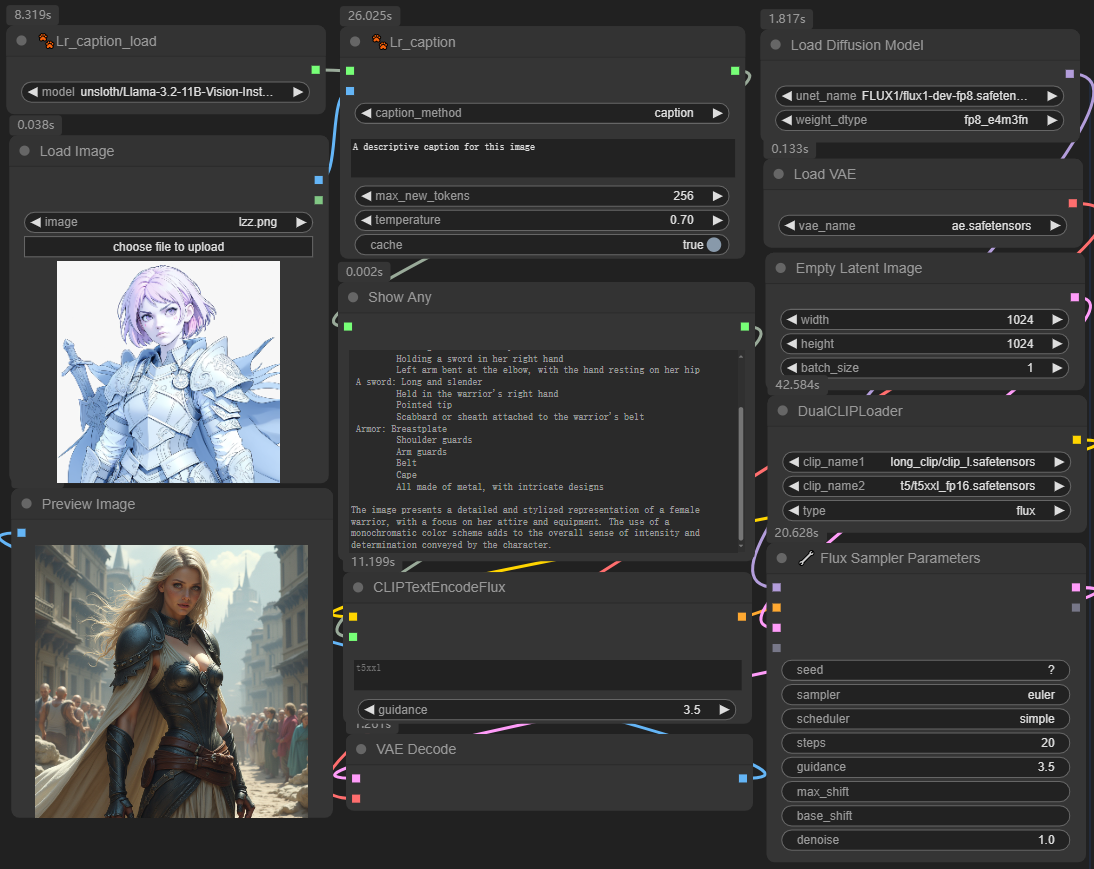 8.319s
Lr_caption_load
model unsloth/Llama-3.2-11B-Vision-Inst...
0.038s
Load Image
image lzz.png
choose file to upload
Preview Image
26.025s
Lr_caption
caption_method caption
A descriptive caption for this image
max_new_tokens 256
temperature 0.70
cache true
0.002s
Show Any
Holding a sword in her right hand
Left arm bent at the elbow, with the hand resting on her hip
A sword: Long and slender
Held in the warrior's right hand
Pointed tip
Scabbard or sheath attached to the warrior's belt
Armor: Breastplate
Shoulder guards
Arm guards
Belt
Cape
All made of metal, with intricate designs
The image presents a detailed and stylized representation of a female
warrior, with a focus on her attire and equipment. The use of a
monochromatic color scheme adds to the overall sense of intensity and
determination conveyed by the character.
11.199s
CLIPTextEncodeFlux
t5xxl
guidance 3.5
VAE Decode
1.817s
Load Diffusion Model
unet_name FLUX1/flux1-dev-fp8.safeten...
weight_dtype fp8_e4m3fn
0.133s
Load VAE
vae_name ae.safetensors
Empty Latent Image
width 1024
height 1024
batch_size 1
42.584s
DualCLIPLoader
clip_name1 long_clip/clip_l.safetensors
clip_name2 t5/t5xxl_fp16.safetensors
type flux
20.628s
Flux Sampler Parameters
seed ?
sampler euler
scheduler simple
steps 20
guidance 3.5
max_shift
base_shift
denoise 1.0